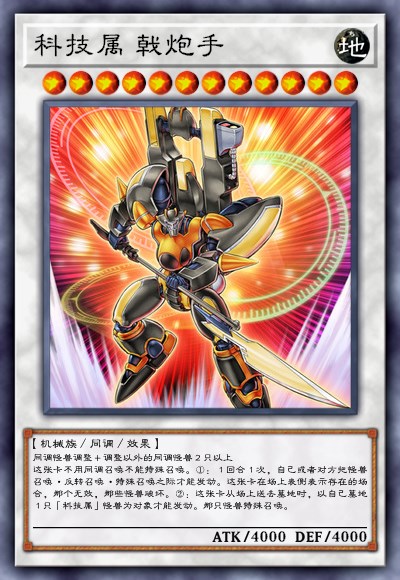 科技属 戟炮手
地
【机械族/同调/效果】
同调怪兽调整＋调整以外的同调怪兽2只以上
这张卡不用同调召唤不能特殊召唤。①：1回合1次，自己或者对方把怪兽
召唤·反转召唤·特殊召唤之际才能发动。这张卡在场上表侧表示存在的场
合，那个无效，那些怪兽破坏。②：这张卡从场上送去墓地时，以自己墓地
1只「科技属」怪兽为对象才能发动。那只怪兽特殊召唤。
ATK/4000 DEF/4000